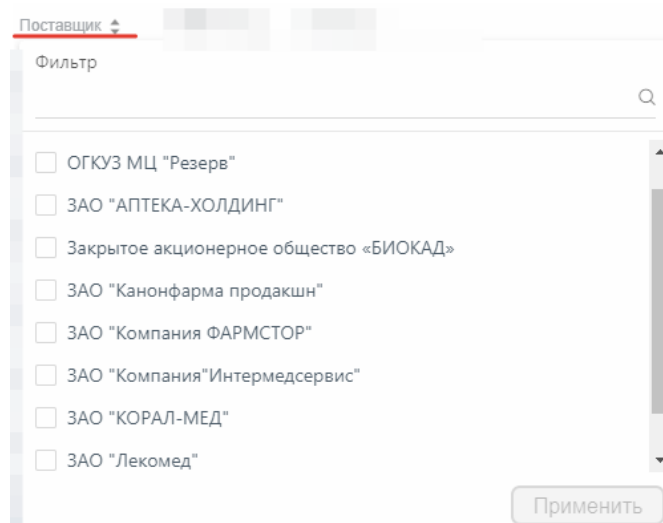 Поставщик
Фильтр
ОГКУЗ МЦ "Резерв"
ЗАО "АПТЕКА-ХОЛДИНГ"
Закрытое акционерное общество «БИОКАД»
ЗАО "Канонфарма продакшн"
ЗАО "Компания ФАРМСТОР"
ЗАО "Компания"Интермедсервис"
ЗАО "КОРАЛ-МЕД"
ЗАО "Лекомед"
Применить